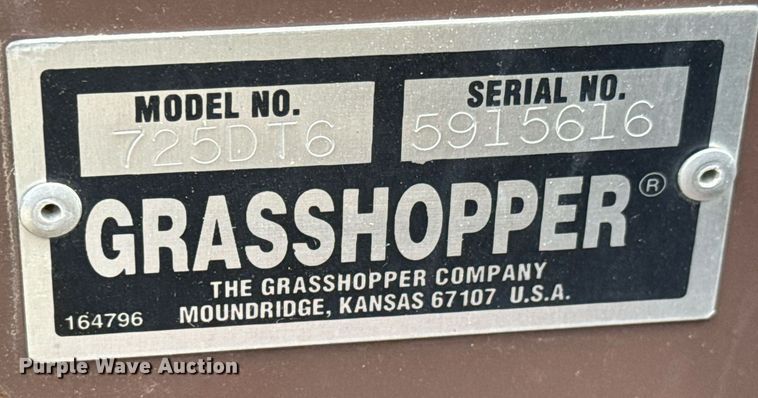 MODEL NO.
725DT6
SERIAL NO.
5915616
GRASSHOPPER®
THE GRASSHOPPER COMPANY
MOUNDRIDGE, KANSAS 67107 U.S.A.
164796
Purple Wave Auction